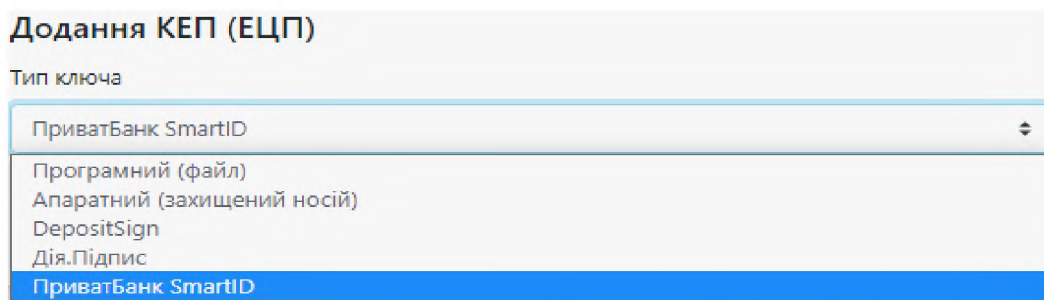 Додання КЕП (ЕЦП)
Тип ключа
ПриватБанк SmartID
Програмний (файл)
Апаратний (захищений носій)
DepositSign
Дія.Підпис
ПриватБанк SmartID